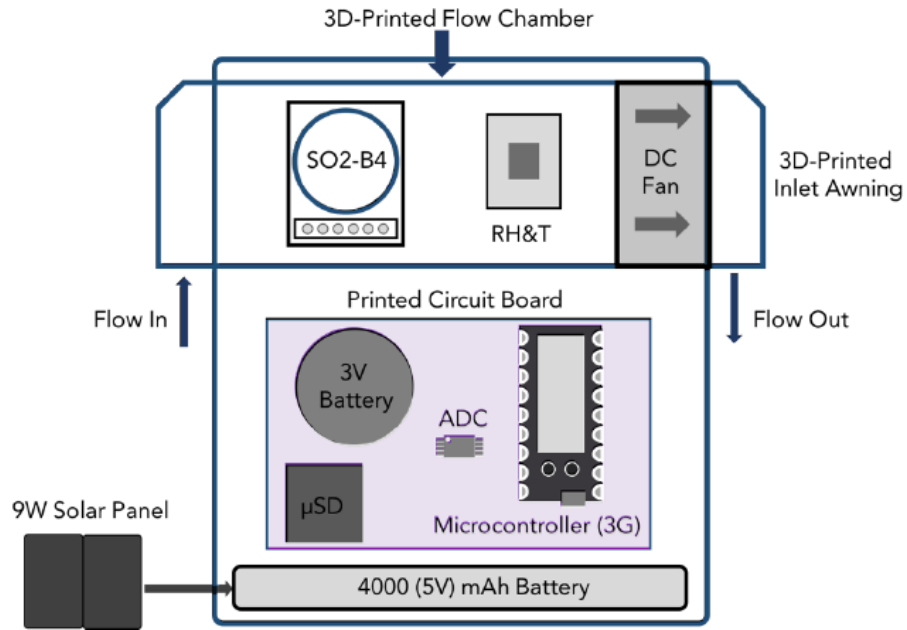 3D-Printed Flow Chamber
SO2-B4
RH&T
DC
Fan
3D-Printed
Inlet Awning
Flow In
Flow Out
Printed Circuit Board
3V
Battery
ADC
μSD
Microcontroller (3G)
9W Solar Panel
4000 (5V) mAh Battery